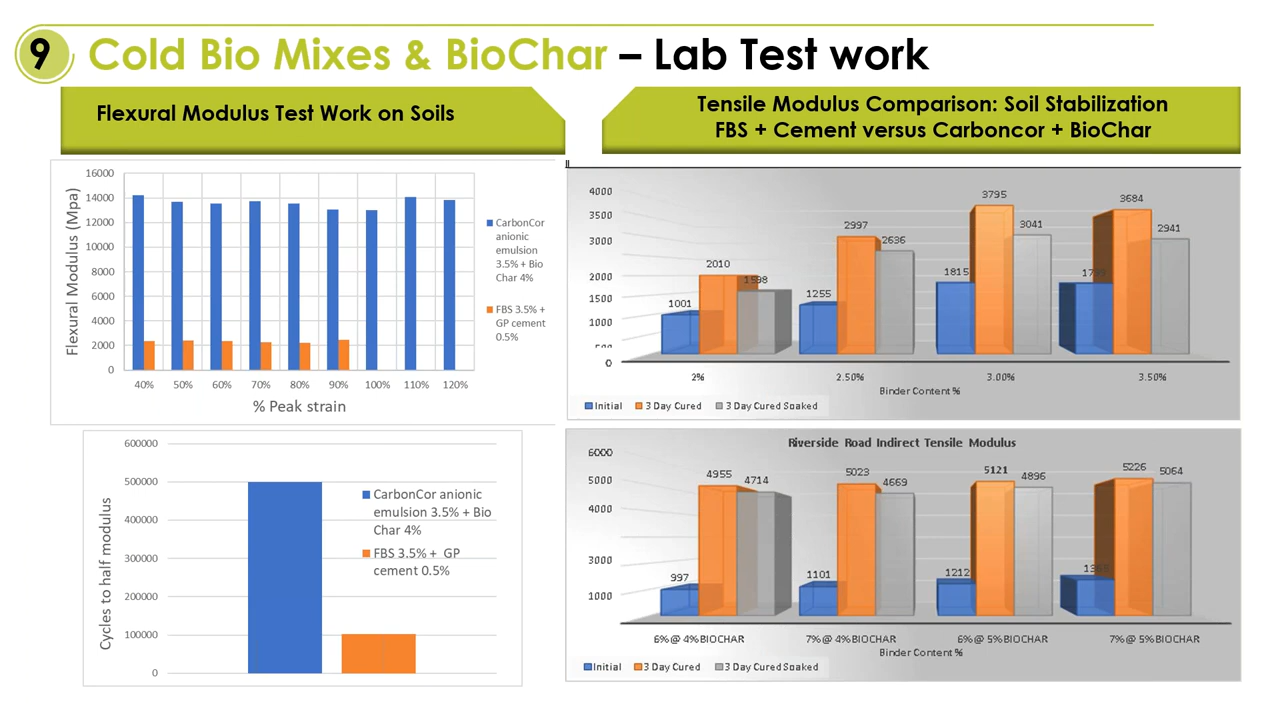 9
Cold Bio Mixes & BioChar – Lab Test work
Flexural Modulus Test Work on Soils
Tensile Modulus Comparison: Soil Stabilization
FBS + Cement versus Carboncor + BioChar
Flexural Modulus (Mpa)
16000
14000
12000
10000
8000
6000
4000
2000
0
40% 50% 60% 70% 80% 90% 100% 110% 120%
% Peak strain
CarbonCor
anionic
emulsion
3.5% + Bio
Char 4%
FBS 3.5% +
GP cement
0.5%
4000
3500
3000
2000
1500
1000
0
1001 2010 1598
1255 2997 2636
1815 3795 3041
3684 2941
2% 2.50% 3.00% 3.50%
Binder Content %
Initial 3 Day Cured 3 Day Cured Soaked
Cycles to half modulus
600000
500000
400000
300000
200000
100000
0
CarbonCor anionic
emulsion 3.5% + Bio
Char 4%
FBS 3.5% + GP
cement 0.5%
Riverside Road Indirect Tensile Modulus
6000
5000
4000
3000
1000
997 4955 4714
1101 5023 4669
1212 5121 4896
5226 5064
6% @ 4% BIOCHAR 7% @ 4% BIOCHAR 6% @ 5% BIOCHAR 7% @ 5% BIOCHAR
Binder Content %
Initial 3 Day Cured 3 Day Cured Soaked